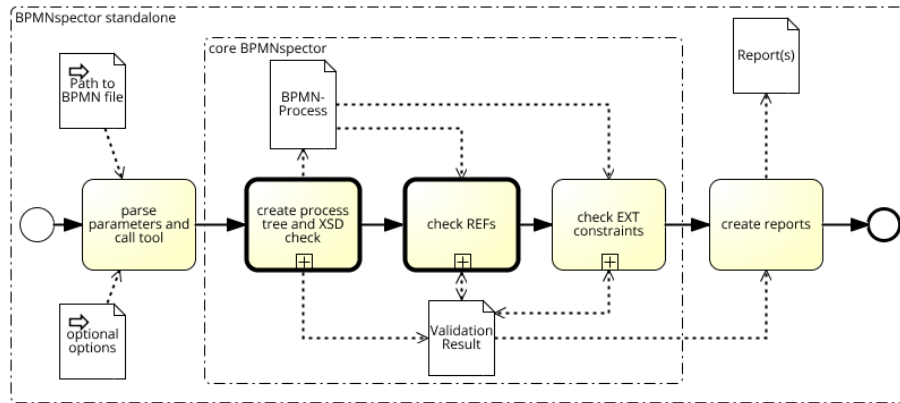 BPMNspector standalone
core BPMNspector
Path to
BPMN file
BPMN-
Process
Report(s)
parse
parameters and
call tool
create process
tree and XSD
check
check REFs
check EXT
constraints
create reports
optional
options
Validation
Result